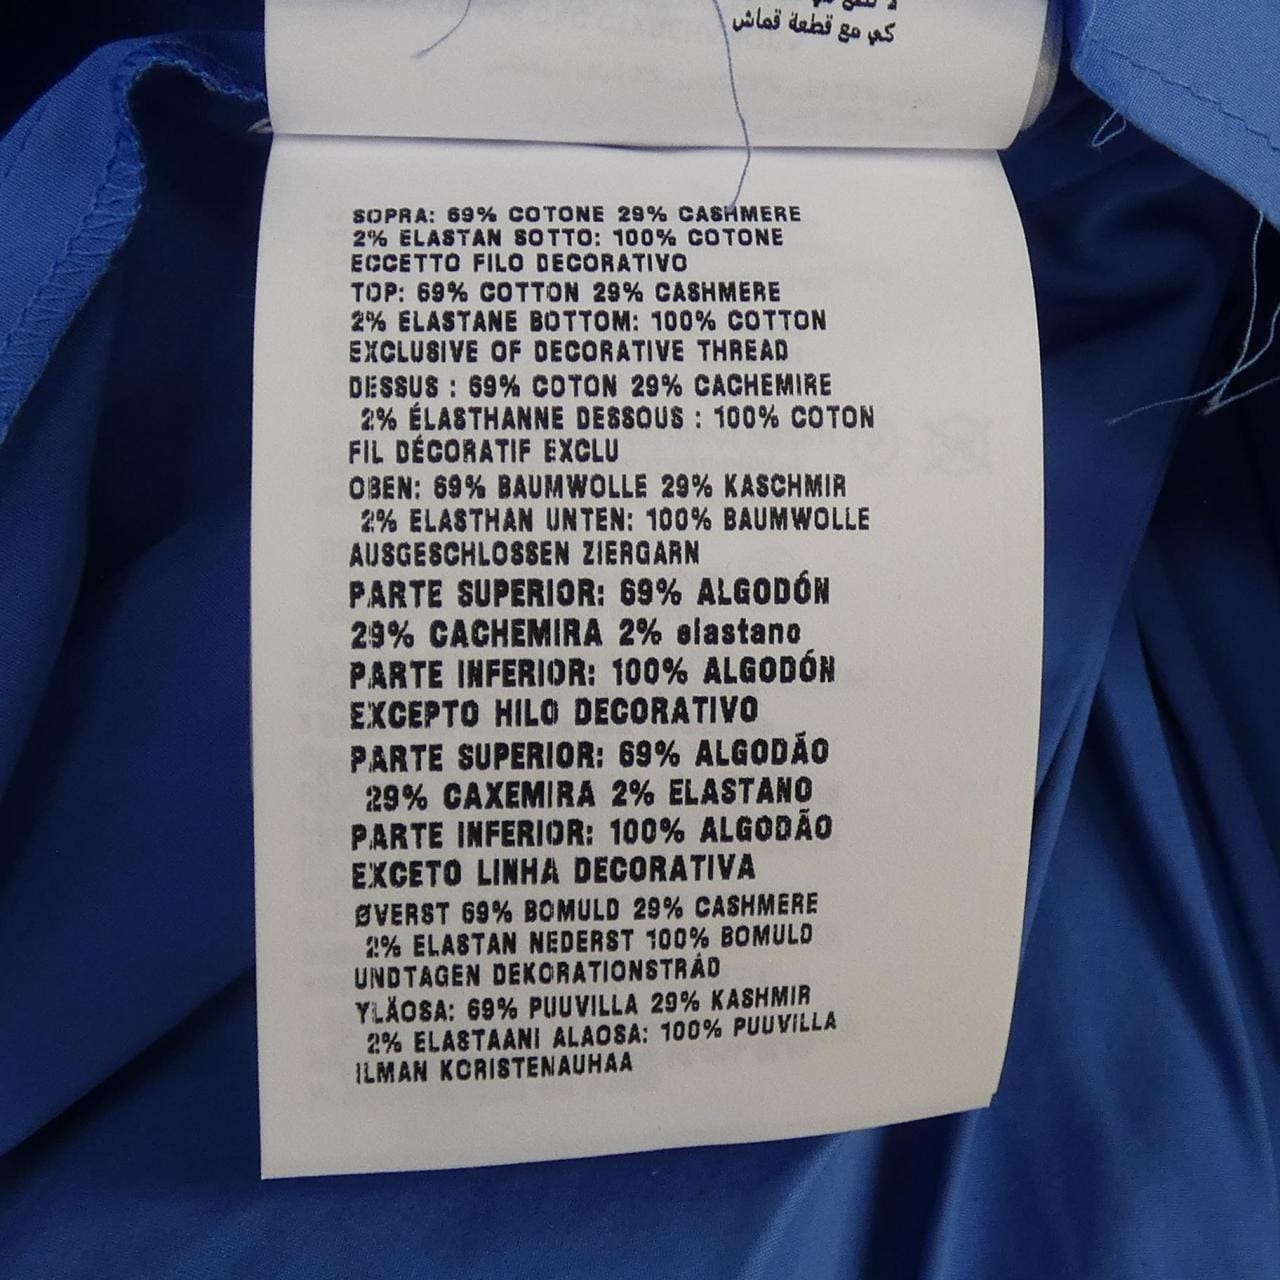 كي مع قطعة قماش
SOPRA: 69% COTONE 29% CASHMERE
2% ELASTAN SOTTO: 100% COTONE
ECCETTO FILO DECORATIVO
TOP: 69% COTTON 29% CASHMERE
2% ELASTANE BOTTOM: 100% COTTON
EXCLUSIVE OF DECORATIVE THREAD
DESSUS : 69% COTON 29% CACHEMIRE
2% ÉLASTHANNE DESSOUS : 100% COTON
FIL DÉCORATIF EXCLU
OBEN: 69% BAUMWOLLE 29% KASCHMIR
2% ELASTHAN UNTEN: 100% BAUMWOLLE
AUSGESCHLOSSEN ZIERGARN
PARTE SUPERIOR: 69% ALGODÓN
29% CACHEMIRA 2% elastano
PARTE INFERIOR: 100% ALGODÓN
EXCEPTO HILO DECORATIVO
PARTE SUPERIOR: 69% ALGODÃO
29% CAXEMIRA 2% ELASTANO
PARTE INFERIOR: 100% ALGODÃO
EXCETO LINHA DECORATIVA
ØVERST 69% BOMULD 29% CASHMERE
2% ELASTAN NEDERST 100% BOMULD
UNDTAGEN DEKORATIONSTRÅD
YLÄOSA: 69% PUUVILLA 29% KASHMIR
2% ELASTAANI ALAOSA: 100% PUUVILLA
ILMAN KORISTENAUHAA